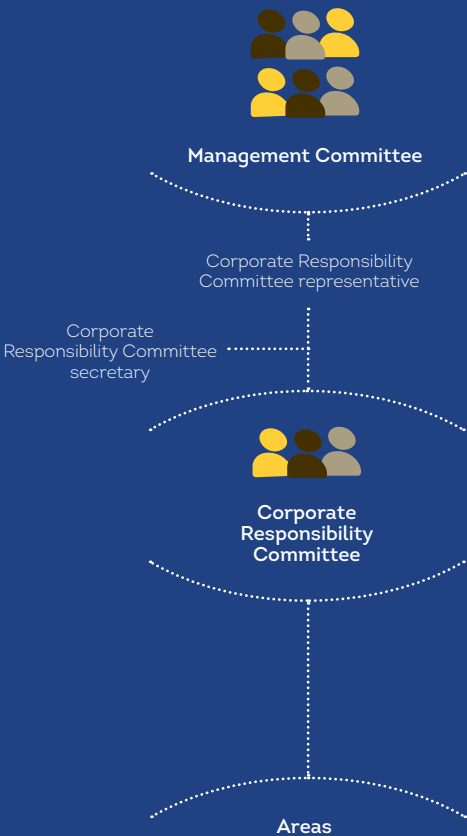 Management Committee
Corporate Responsibility
Committee representative
Corporate
Responsibility Committee
secretary
Corporate
Responsibility
Committee
Areas